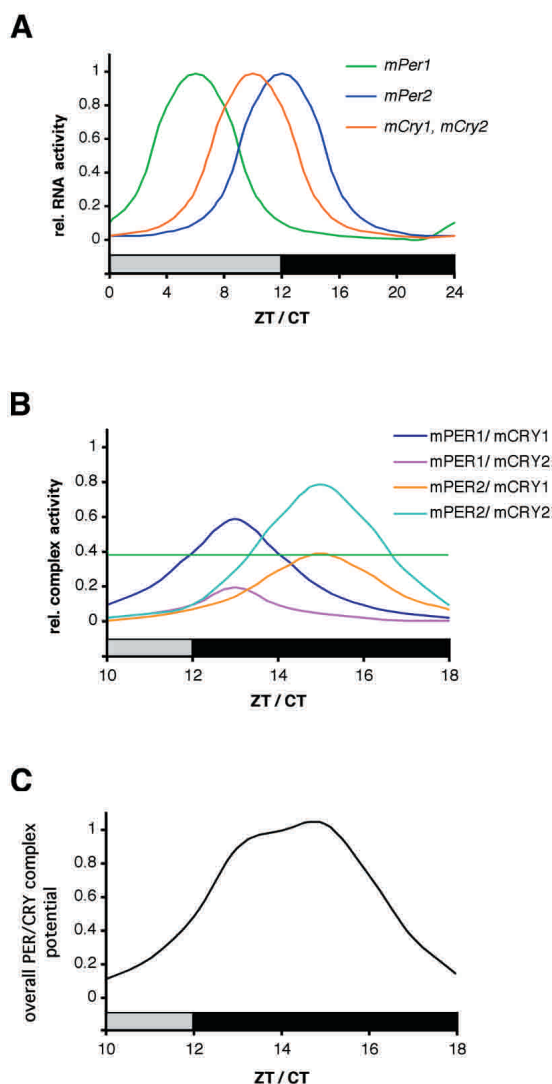 A
rel. RNA activity
1
0.8
0.6
0.4
0.2
0
mPer1
mPer2
mCry1, mCry2
0 4 8 12 16 20 24
ZT / CT
B
rel. complex activity
1
0.8
0.6
0.4
0.2
0
mPER1/ mCRY1
mPER1/ mCRY2
mPER2/ mCRY1
mPER2/ mCRY2
10 12 14 16 18
ZT / CT
C
overall PER/CRY complex
potential
1
0.8
0.6
0.4
0.2
0
10 12 14 16 18
ZT / CT